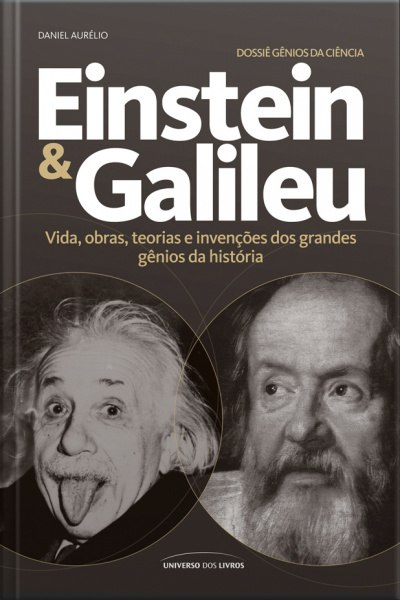 DANIEL AURÉLIO
DOSSIÊ GÊNIOS DA CIÊNCIA
Einstein
& Galileu
Vida, obras, teorias e invenções dos grandes
gênios da história
UNIVERSO DOS LIVROS